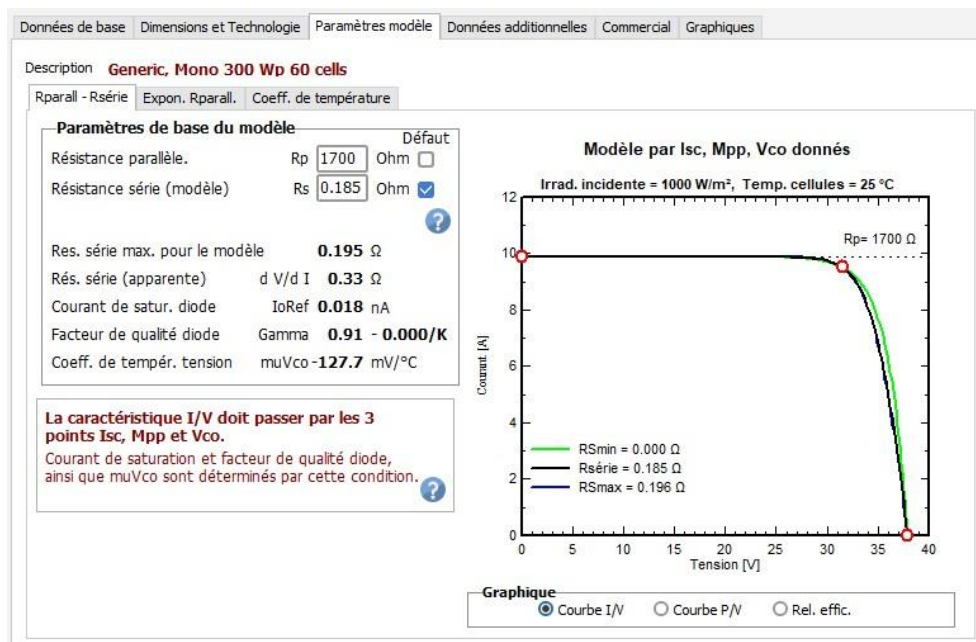 Données de base Dimensions et Technologie Paramètres modèle Données additionnelles Commercial Graphiques
Description Generic, Mono 300 Wp 60 cells
Rparall - Rsérie Expon. Rparall. Coeff. de température
Paramètres de base du modèle
Défaut
Résistance parallèle. Rp 1700 Ohm
Résistance série (modèle) Rs 0.185 Ohm
?
Res. série max. pour le modèle 0.195 Ω
Rés. série (apparente) d V/d I 0.33 Ω
Courant de satur. diode IoRef 0.018 nA
Facteur de qualité diode Gamma 0.91 - 0.000/K
Coeff. de tempér. tension muVco -127.7 mV/°C
La caractéristique I/V doit passer par les 3
points Isc, Mpp et Vco.
Courant de saturation et facteur de qualité diode,
ainsi que muVco sont déterminés par cette condition.
?
Modèle par Isc, Mpp, Vco donnés
Irrad. incidente = 1000 W/m², Temp. cellules = 25 °C
12
Rp= 1700 Ω
10
8
6
Courant [A]
4
RSmin = 0.000 Ω
Rsérie = 0.185 Ω
2
RSmax = 0.196 Ω
0
0 5 10 15 20 25 30 35 40
Tension [V]
Graphique
Courbe I/V Courbe P/V Rel. effic.